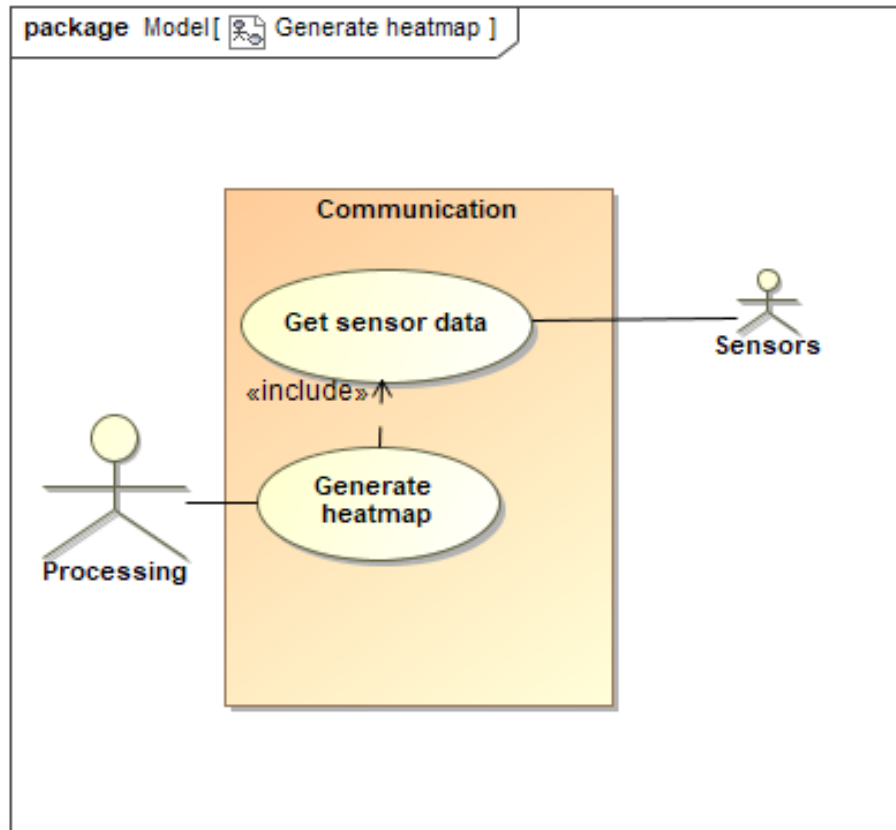 package Model[ Generate heatmap ]
Communication
Get sensor data
Sensors
«include»
Generate
heatmap
Processing